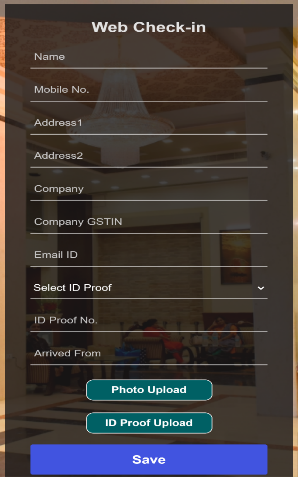 Web Check-in
Name
Mobile No.
Address1
Address2
Company
Company GSTIN
Email ID
Select ID Proof
ID Proof No.
Arrived From
Photo Upload
ID Proof Upload
Save